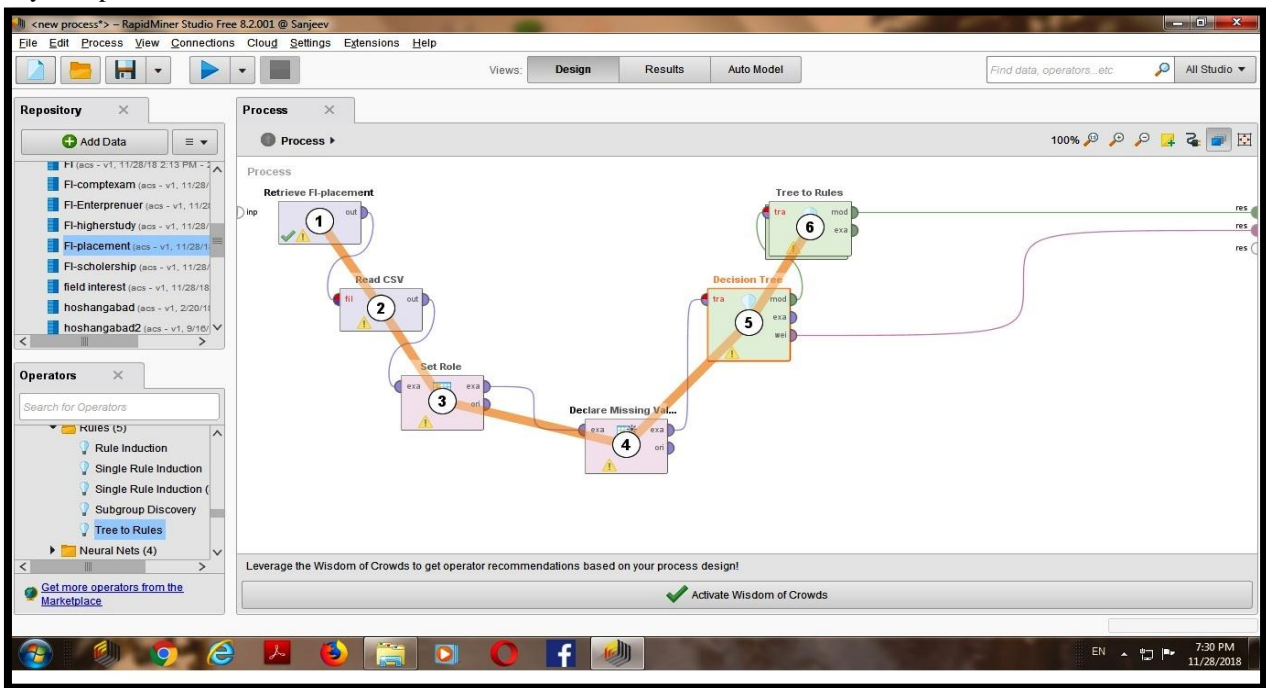 <new process*> – RapidMiner Studio Free 8.2.001 @ Sanjeev
File Edit Process View Connections Cloud Settings Extensions Help
Views: Design Results Auto Model
Find data, operators...etc All Studio
Repository
Add Data
FI (acs - v1, 11/28/18 2:13 PM - 2
FI-comptexam (acs - v1, 11/28/
FI-Enterprenuer (acs - v1, 11/2
FI-higherstudy (acs - v1, 11/28/
FI-placement (acs - v1, 11/28/1
FI-scholership (acs - v1, 11/28/
field interest (acs - v1, 11/28/18
hoshangabad (acs - v1, 2/20/1
hoshangabad2 (acs - v1, 9/16/
Operators
Search for Operators
Rules (5)
Rule Induction
Single Rule Induction
Single Rule Induction (
Subgroup Discovery
Tree to Rules
Neural Nets (4)
Get more operators from the
Marketplace
Process
Process
100%
Process
inp
Retrieve FI-placement
1
out
Read CSV
fil
2
out
Set Role
exa
3
exa
ori
Declare Missing Val...
exa
4
exa
ori
Decision Tree
tra
5
mod
exa
wei
Tree to Rules
tra
6
mod
exa
res
res
res
Leverage the Wisdom of Crowds to get operator recommendations based on your process design!
Activate Wisdom of Crowds
EN
7:30 PM
11/28/2018